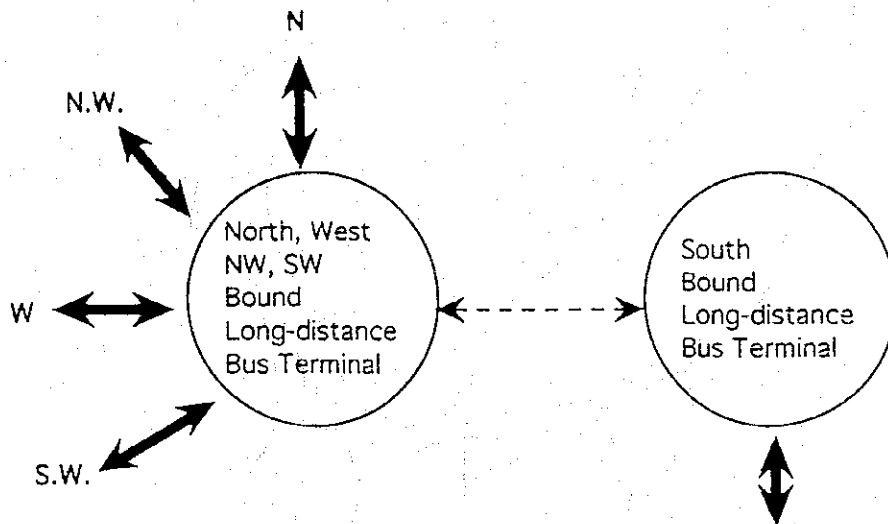 N
N.W.
North, West
NW, SW
Bound
Long-distance
Bus Terminal
South
Bound
Long-distance
Bus Terminal
W
S.W.